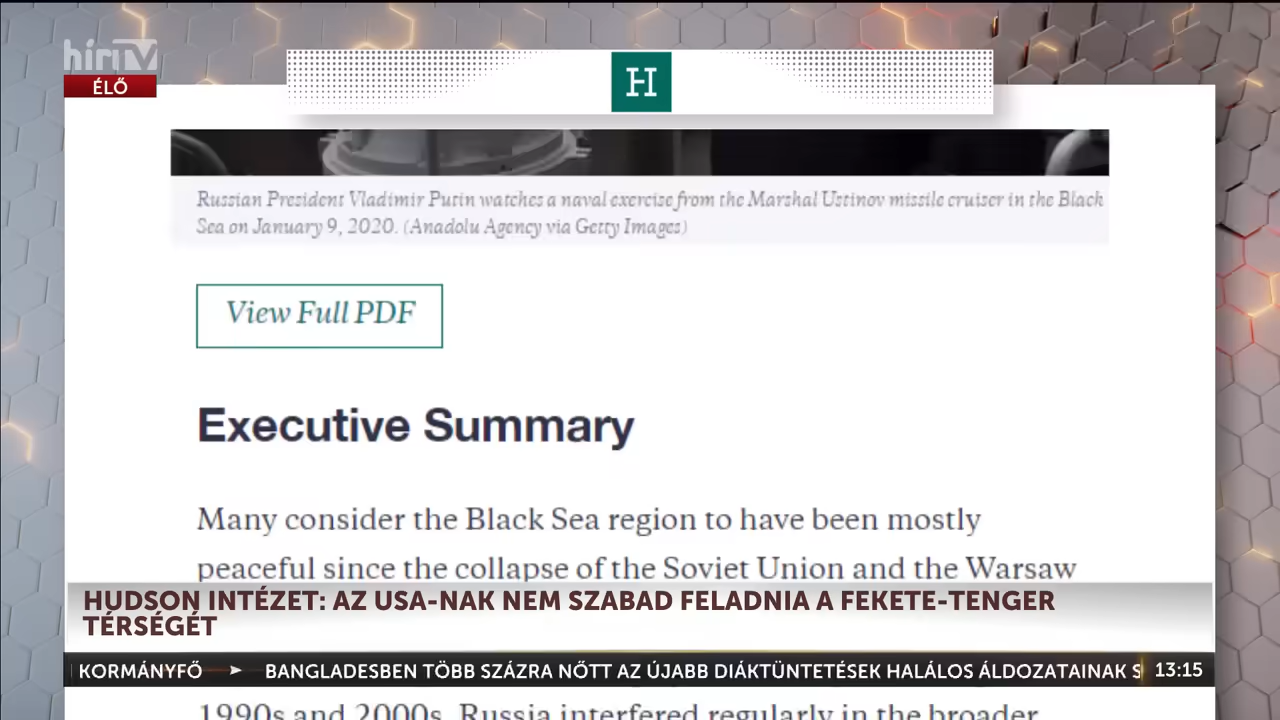 hírTV
ÉLŐ
H
Russian President Vladimir Putin watches a naval exercise from the Marshal Ustinov missile cruiser in the Black
Sea on January 9, 2020. (Anadolu Agency via Getty Images)
View Full PDF
Executive Summary
Many consider the Black Sea region to have been mostly
peaceful since the collapse of the Soviet Union and the Warsaw
HUDSON INTÉZET: AZ USA-NAK NEM SZABAD FELADNIA A FEKETE-TENGER
TÉRSÉGÉT
KORMÁNYFŐ ➤ BANGLADESBEN TÖBB SZÁZRA NŐTT AZ ÚJABB DIÁKTÜNTETÉSEK HALÁLOS ÁLDOZATAINAK S 13:15
1990s and 2000s, Russia interfered regularly in the broader